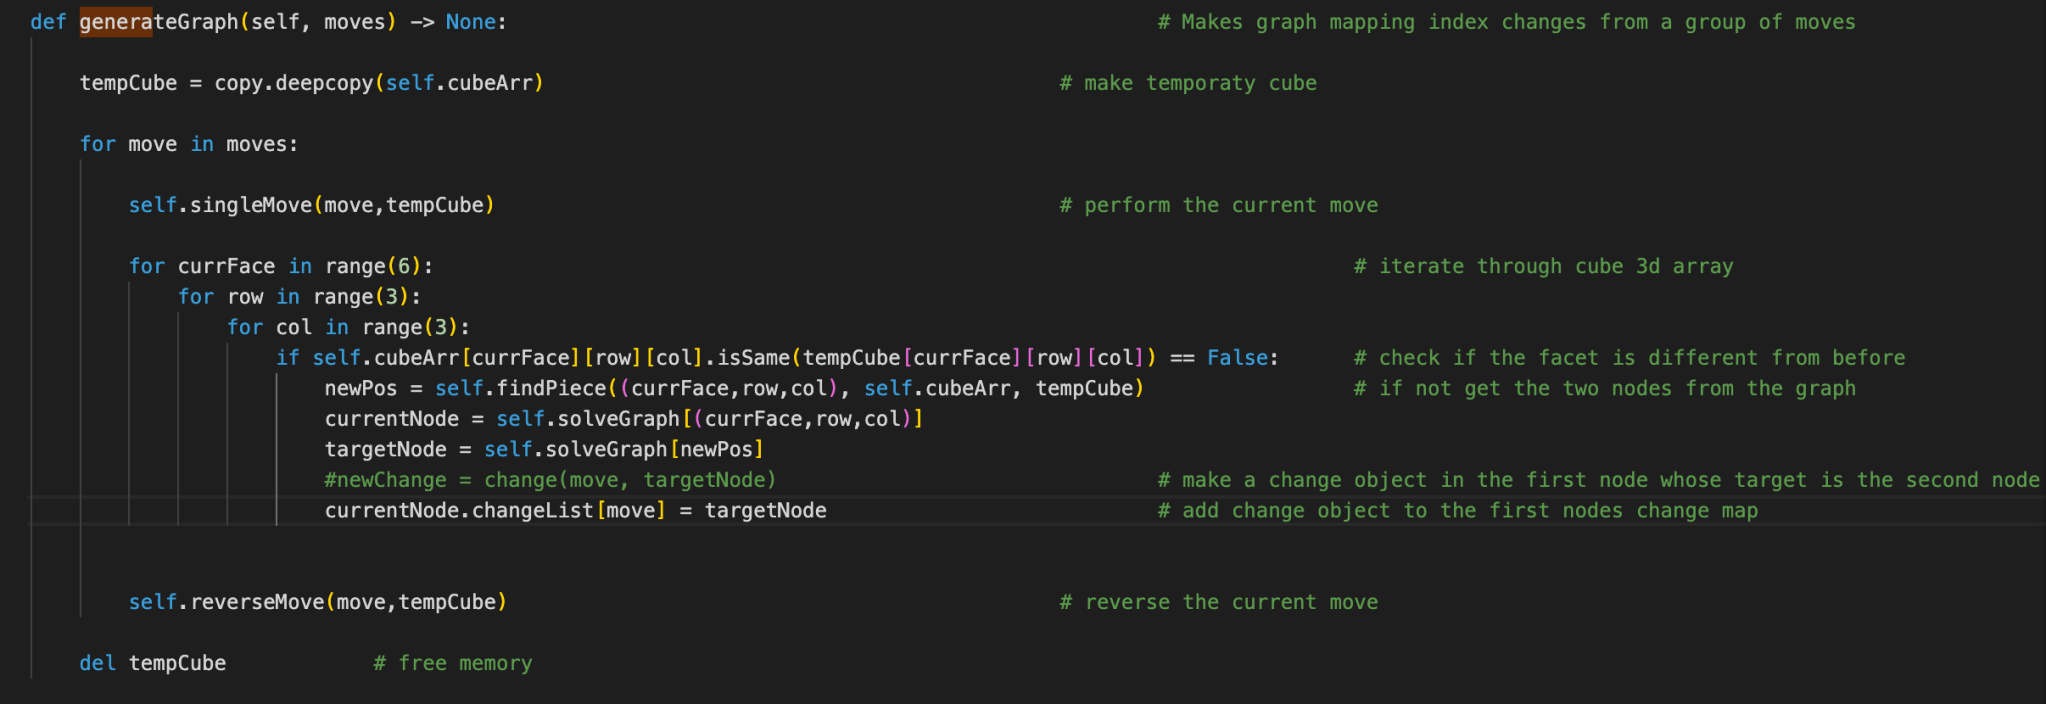 def generateGraph(self, moves) -> None: # Makes graph mapping index changes from a group of moves
tempCube = copy.deepcopy(self.cubeArr) # make temporaty cube
for move in moves:
self.singleMove(move,tempCube) # perform the current move
for currFace in range(6): # iterate through cube 3d array
for row in range(3):
for col in range(3):
if self.cubeArr[currFace][row][col].isSame(tempCube[currFace][row][col]) == False: # check if the facet is different from before
newPos = self.findPiece((currFace,row,col), self.cubeArr, tempCube) # if not get the two nodes from the graph
currentNode = self.solveGraph[(currFace,row,col)]
targetNode = self.solveGraph[newPos]
#newChange = change(move, targetNode) # make a change object in the first node whose target is the second node
currentNode.changeList[move] = targetNode # add change object to the first nodes change map
self.reverseMove(move,tempCube) # reverse the current move
del tempCube # free memory